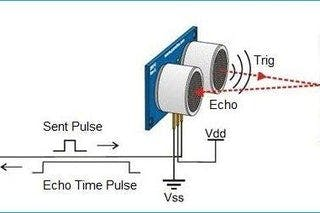 Trig
Echo
Sent Pulse
Vdd
Echo Time Pulse
Vss